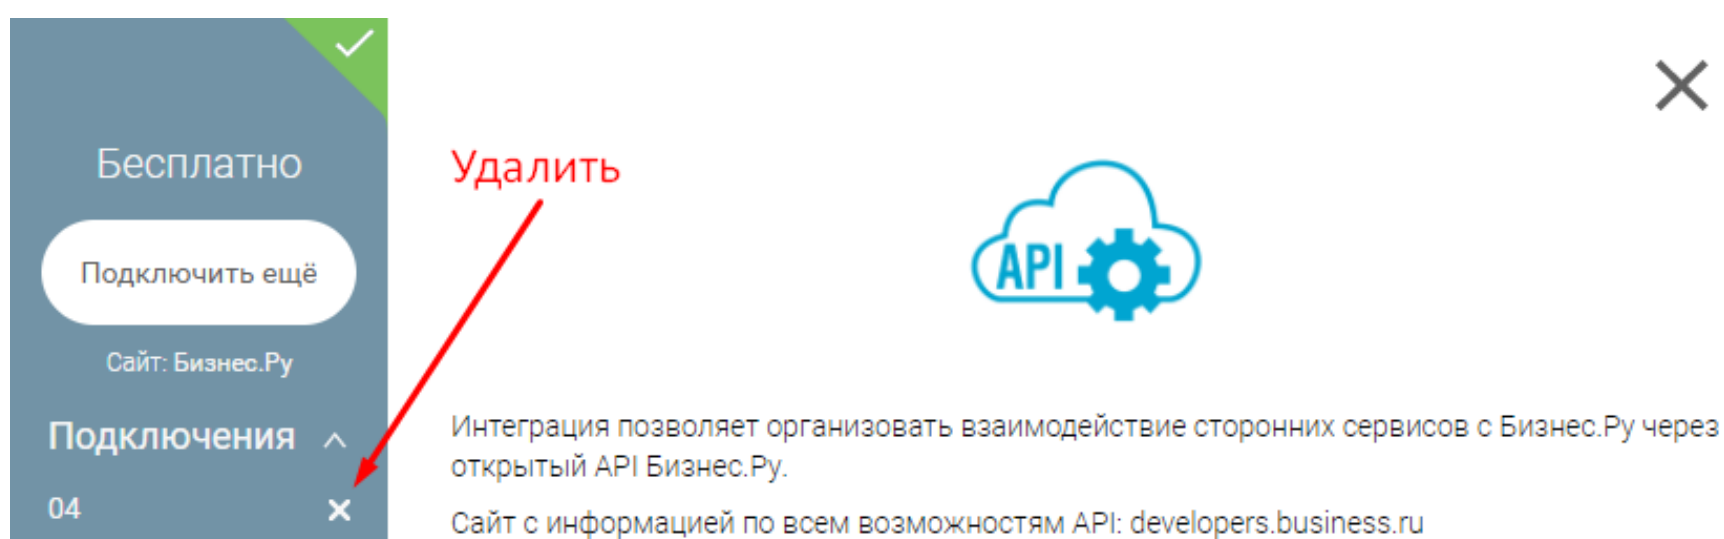 Бесплатно
Подключить ещё
Сайт: Бизнес.Ру
Подключения
04
Удалить
API
Интеграция позволяет организовать взаимодействие сторонних сервисов с Бизнес.Ру через
открытый API Бизнес.Ру.
Сайт с информацией по всем возможностям API: developers.business.ru